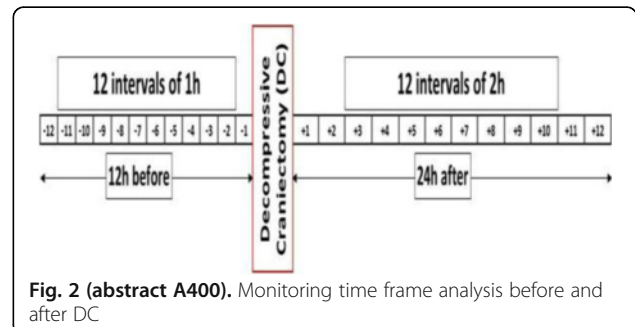 12 intervals of 1h
Decompressive
Craniectomy (DC)
12 intervals of 2h
-12 -11 -10 -9 -8 -7 -6 -5 -4 -3 -2 -1
+1 +2 +3 +4 +5 +6 +7 +8 +9 +10 +11 +12
12h before
24h after
Fig. 2 (abstract A400). Monitoring time frame analysis before and
after DC